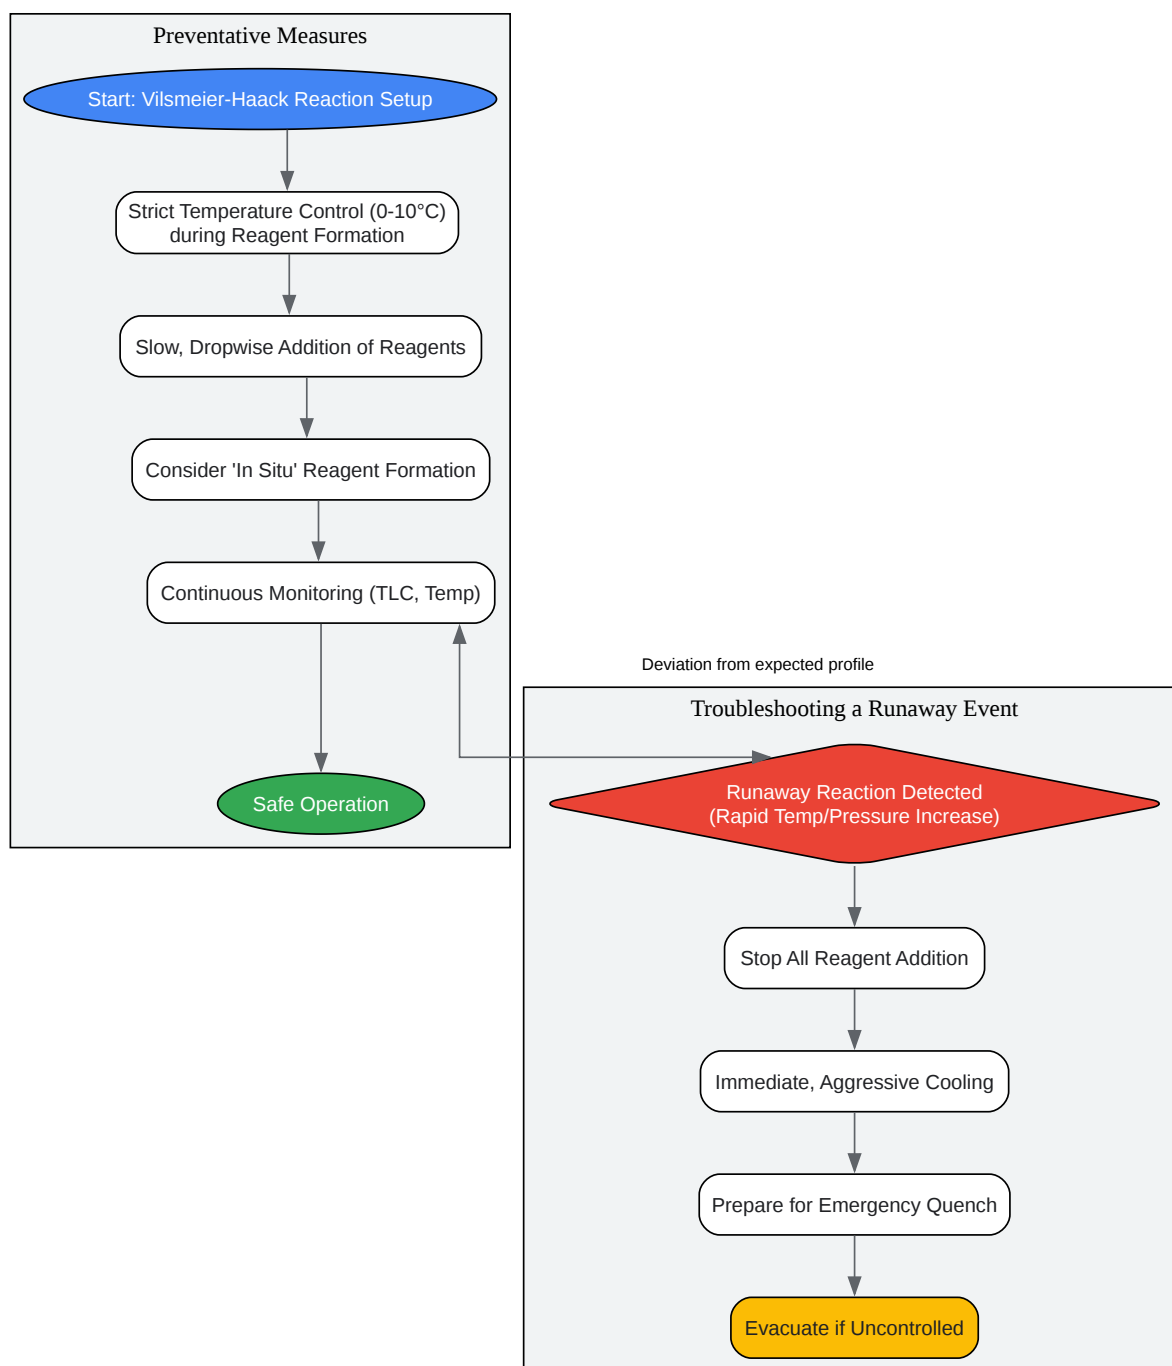 Preventative Measures
Start: Vilsmeier-Haack Reaction Setup
Strict Temperature Control (0-10°C)
during Reagent Formation
Slow, Dropwise Addition of Reagents
Consider 'In Situ' Reagent Formation
Continuous Monitoring (TLC, Temp)
Safe Operation
Deviation from expected profile
Troubleshooting a Runaway Event
Runaway Reaction Detected
(Rapid Temp/Pressure Increase)
Stop All Reagent Addition
Immediate, Aggressive Cooling
Prepare for Emergency Quench
Evacuate if Uncontrolled